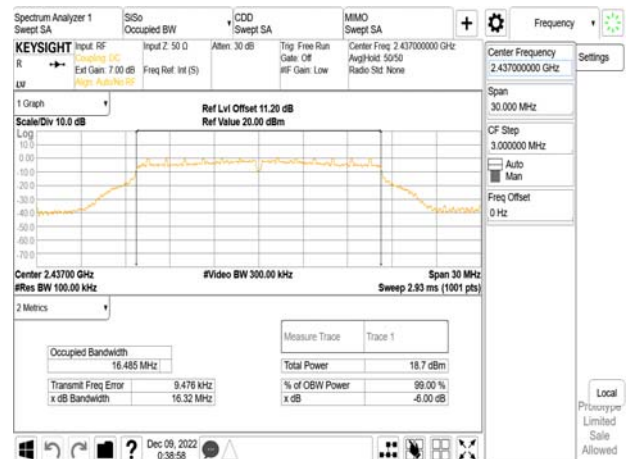 Spectrum Analyzer 1
Swept SA
SISo
Occupied BW
CDD
Swept SA
MIMO
Swept SA
+
Frequency
KEYSIGHT
R
LVI
Input: RF
Coupling: DC
Ext Gain: 7.00 dB
Align: Auto/No RF
Input Z: 50 Ω
Freq Ref: Int (S)
Atten: 30 dB
Trig: Free Run
Gate: Off
#IF Gain: Low
Center Freq: 2.437000000 GHz
Avg|Hold: 50/50
Radio Std: None
Center Frequency
2.437000000 GHz
Settings
Span
30.000 MHz
CF Step
3.000000 MHz
Auto
Man
Freq Offset
0 Hz
1 Graph
Scale/Div 10.0 dB
Ref Lvl Offset 11.20 dB
Ref Value 20.00 dBm
Log
10.0
0.00
-10.0
-20.0
-30.0
-40.0
-50.0
-60.0
-70.0
Center 2.43700 GHz
#Res BW 100.00 kHz
#Video BW 300.00 kHz
Span 30 MHz
Sweep 2.93 ms (1001 pts)
2 Metrics
Measure Trace Trace 1
Occupied Bandwidth
16.485 MHz
Total Power 18.7 dBm
Transmit Freq Error 9.476 kHz
% of OBW Power 99.00 %
x dB Bandwidth 16.32 MHz
x dB -6.00 dB
Local
Prototype
Limited
Sale
Allowed
?
Dec 09, 2022
0:38:58